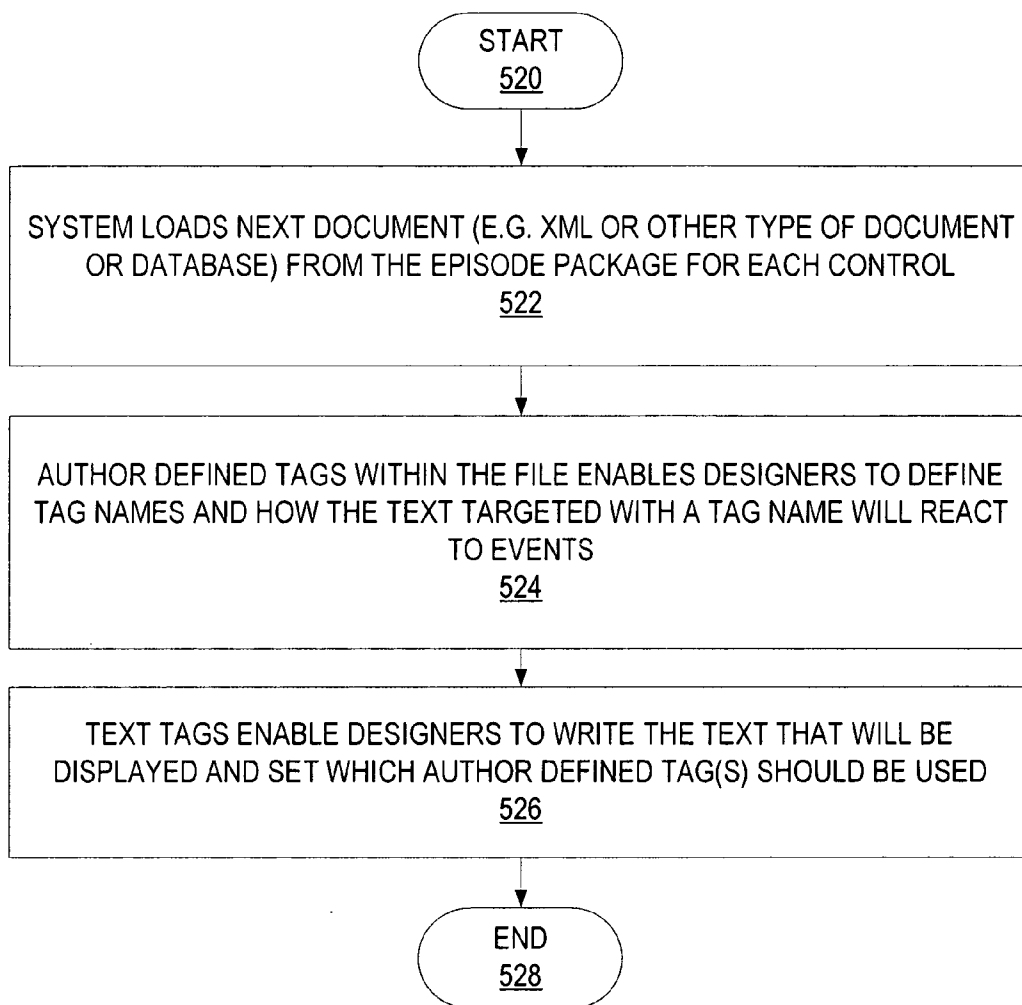 START
520
SYSTEM LOADS NEXT DOCUMENT (E.G. XML OR OTHER TYPE OF DOCUMENT
OR DATABASE) FROM THE EPISODE PACKAGE FOR EACH CONTROL
522
AUTHOR DEFINED TAGS WITHIN THE FILE ENABLES DESIGNERS TO DEFINE
TAG NAMES AND HOW THE TEXT TARGETED WITH A TAG NAME WILL REACT
TO EVENTS
524
TEXT TAGS ENABLE DESIGNERS TO WRITE THE TEXT THAT WILL BE
DISPLAYED AND SET WHICH AUTHOR DEFINED TAG(S) SHOULD BE USED
526
END
528